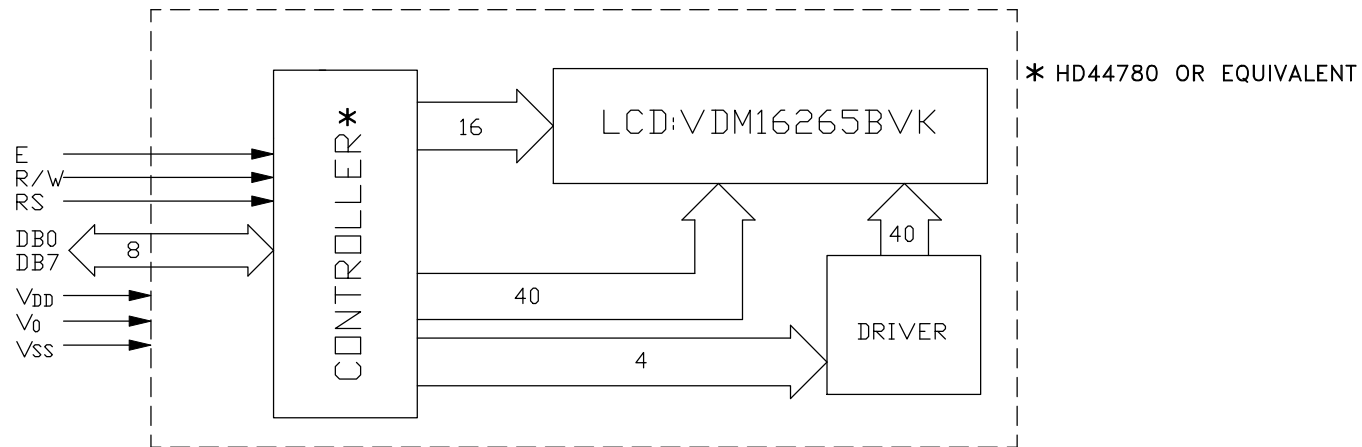 * HD44780 OR EQUIVALENT
LCD:VDM16265BVK
16
CONTROLLER*
E
R/W
RS
DB0
DB7
8
40
40
VDD
V0
VSS
DRIVER
4